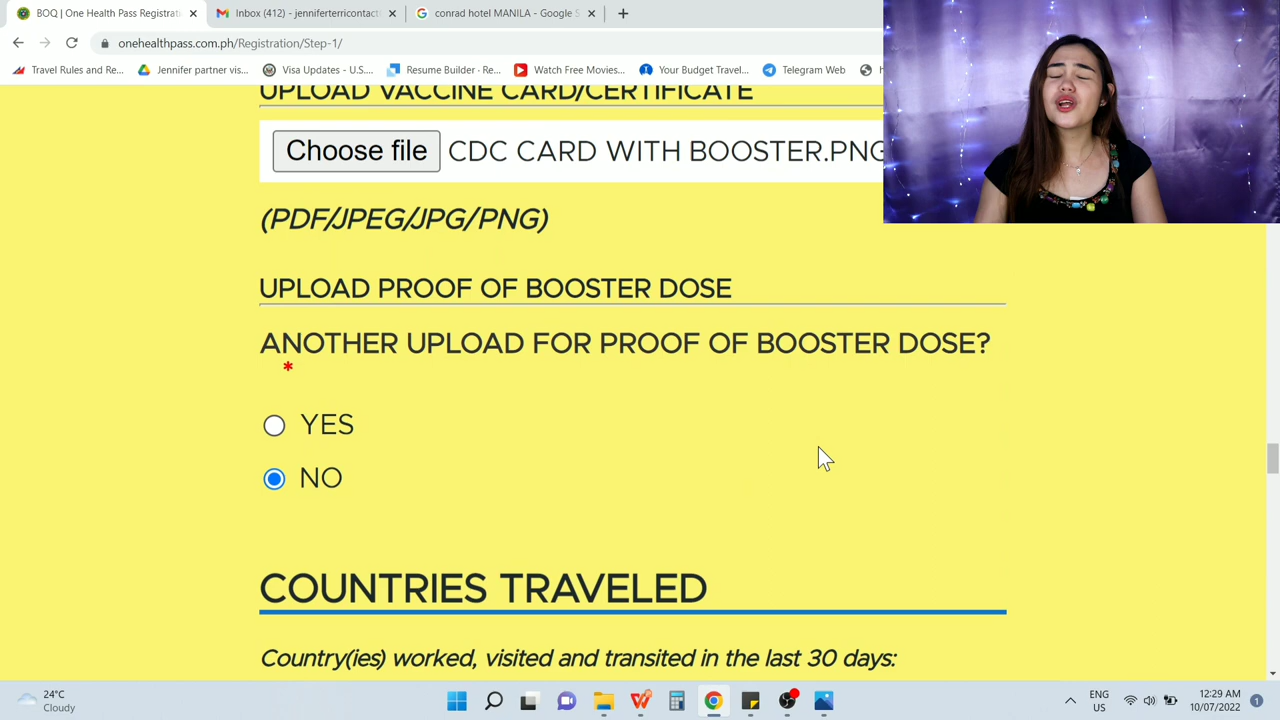 BOQ | One Health Pass Registrati
Inbox (412) - jenniferterricontact
conrad hotel MANILA - Google S
onehealthpass.com.ph/Registration/Step-1/
Travel Rules and Re...
Jennifer partner vis...
Visa Updates - U.S....
Resume Builder · Re...
Watch Free Movies...
Your Budget Travel...
Telegram Web
UPLOAD VACCINE CARD/CERTIFICATE
Choose file CDC CARD WITH BOOSTER.PNG
(PDF/JPEG/JPG/PNG)
UPLOAD PROOF OF BOOSTER DOSE
ANOTHER UPLOAD FOR PROOF OF BOOSTER DOSE?
*
YES
NO
COUNTRIES TRAVELED
Country(ies) worked, visited and transited in the last 30 days:
24°C
Cloudy
ENG
US
12:29 AM
10/07/2022
1